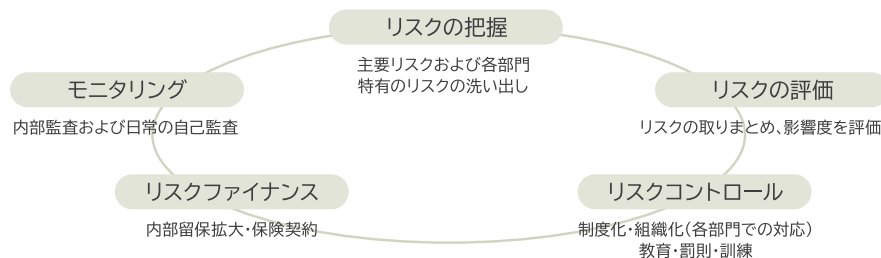 リスクの把握
主要リスクおよび各部門
特有のリスクの洗い出し
モニタリング
内部監査および日常の自己監査
リスクの評価
リスクの取りまとめ、影響度を評価
リスクファイナンス
内部留保拡大・保険契約
リスクコントロール
制度化・組織化(各部門での対応)
教育・罰則・訓練